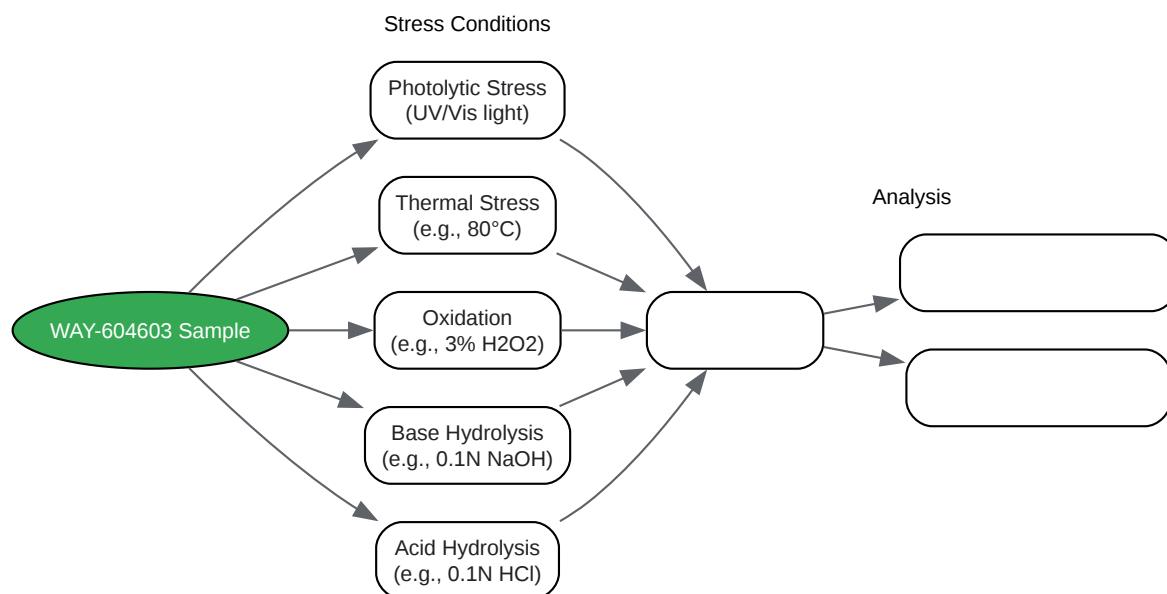 Stress Conditions
Photolytic Stress
(UV/Vis light)
Thermal Stress
(e.g., 80°C)
Analysis
WAY-604603 Sample
Oxidation
(e.g., 3% H2O2)
Base Hydrolysis
(e.g., 0.1N NaOH)
Acid Hydrolysis
(e.g., 0.1N HCl)